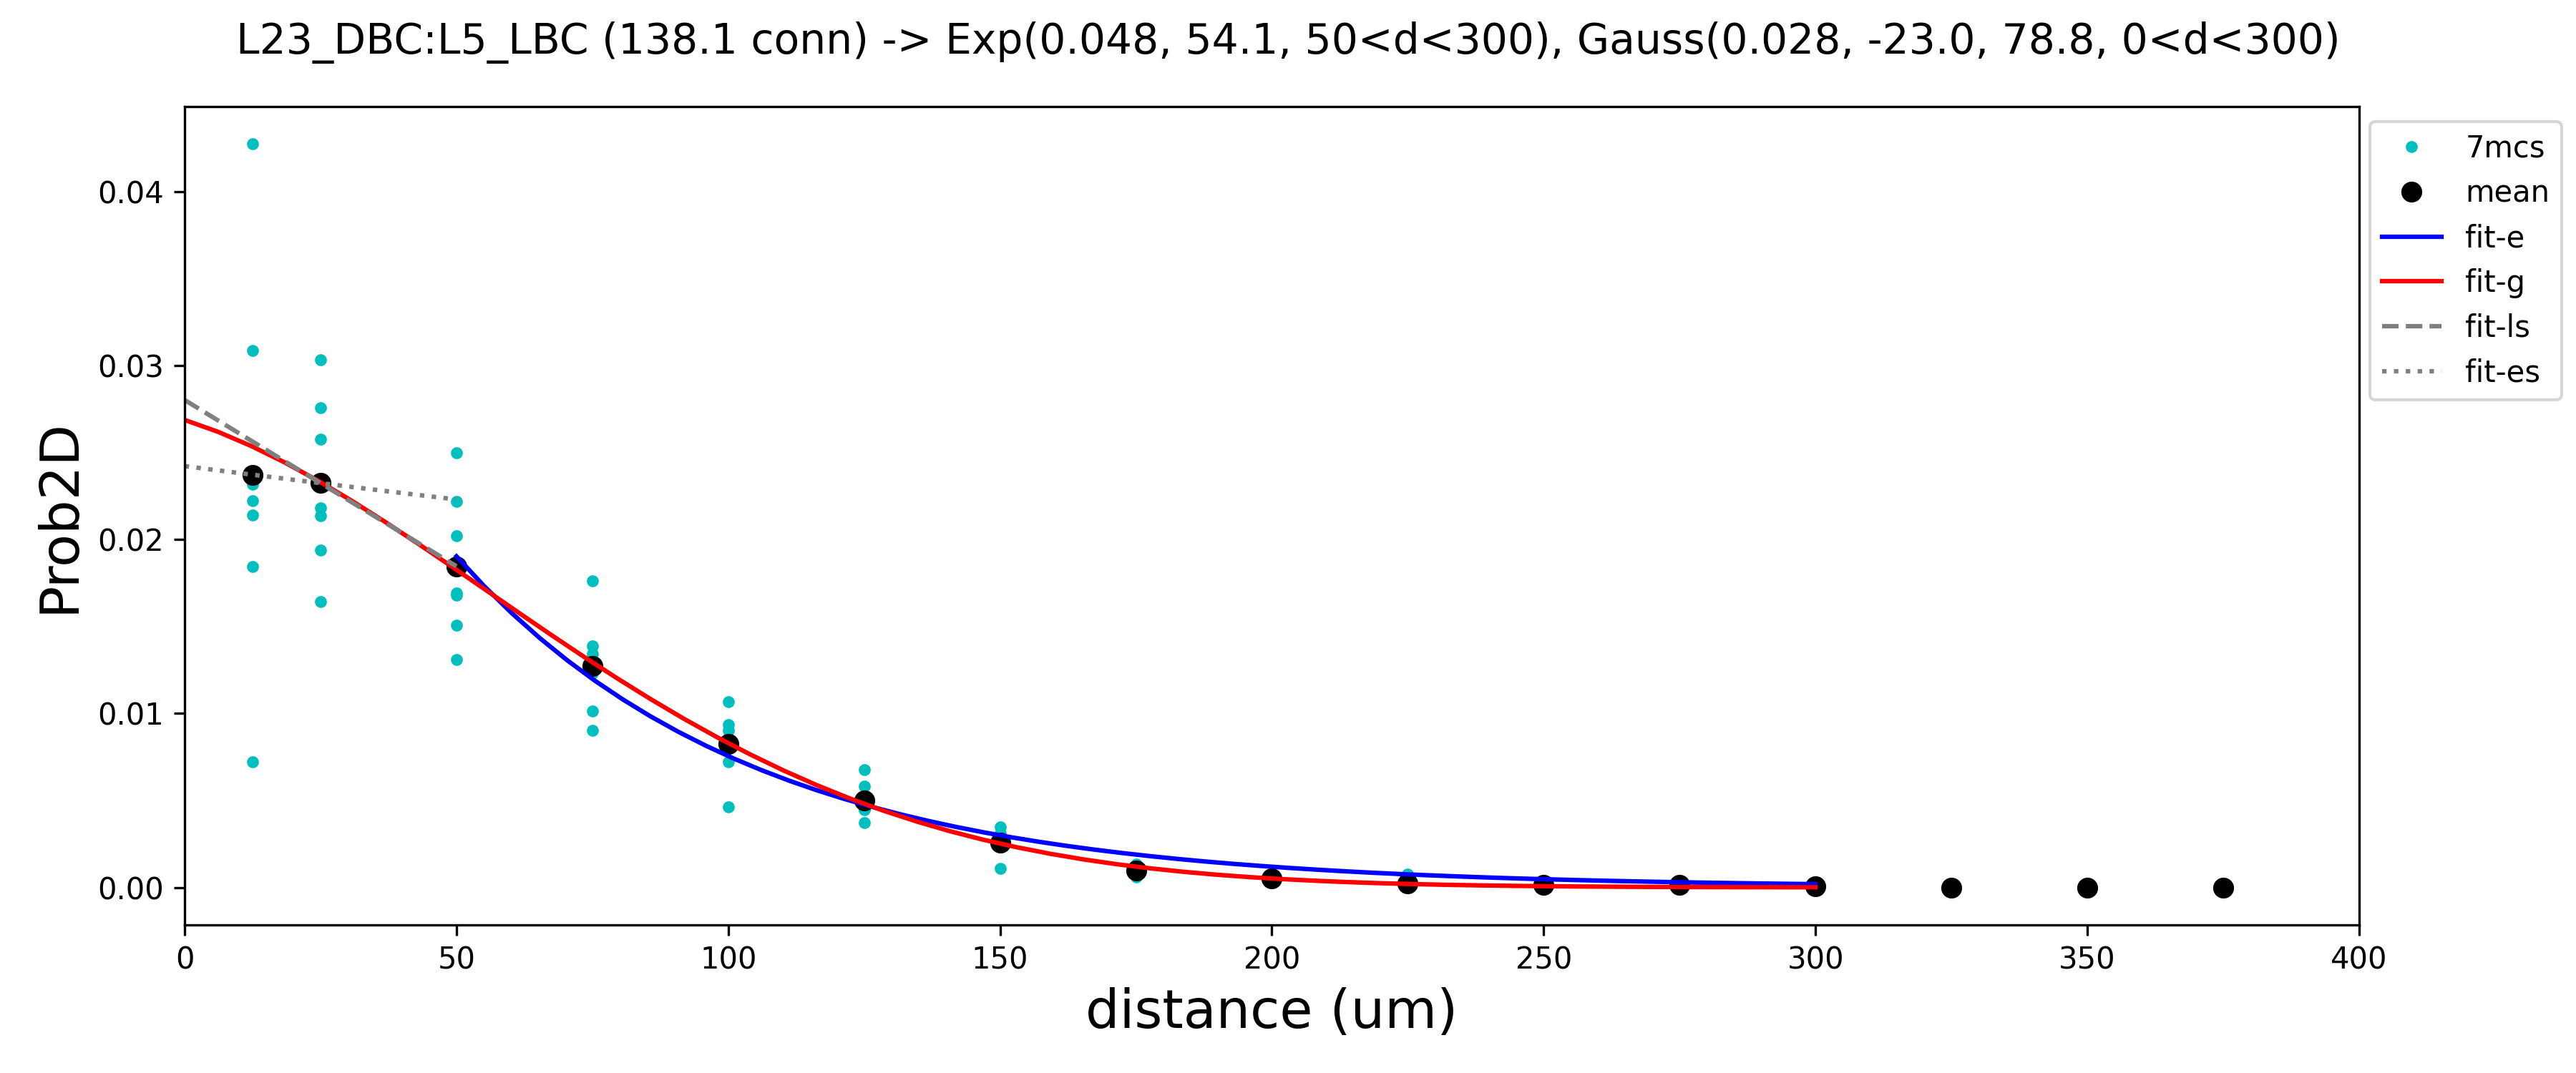 L23_DBC:L5_LBC (138.1 conn) -> Exp(0.048, 54.1, 50<d<300), Gauss(0.028, -23.0, 78.8, 0<d<300)
0.04
0.03
0.02
0.01
0.00
Prob2D
0 50 100 150 200 250 300 350 400
distance (um)
7mcs
mean
fit-e
fit-g
fit-ls
fit-es